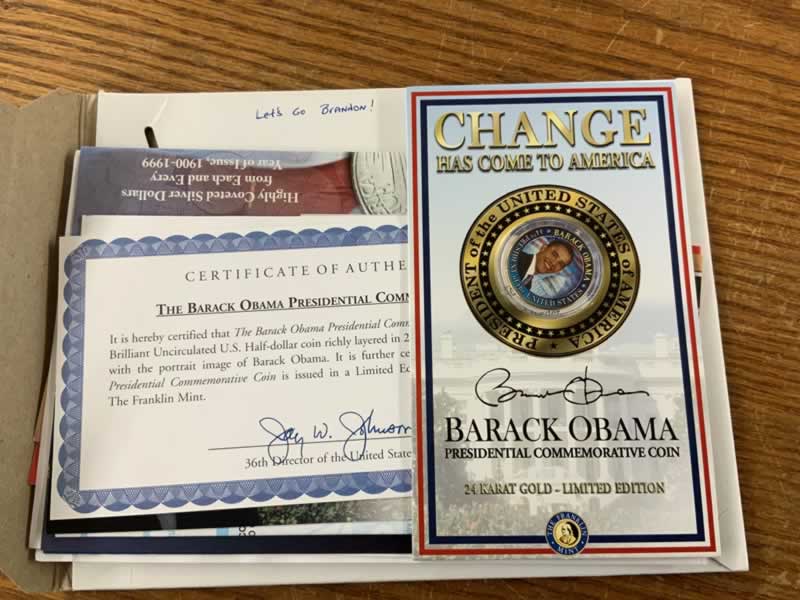 Let's Go Brandon!
Highly Coveted Silver Dollars
from Each and Every
Year of Issue, 1900-1999
CERTIFICATE OF AUTHE
THE BARACK OBAMA PRESIDENTIAL COMM
It is hereby certified that The Barack Obama Presidential Comm
Brilliant Uncirculated U.S. Half-dollar coin richly layered in 2
with the portrait image of Barack Obama. It is further ce
Presidential Commemorative Coin is issued in a Limited Ed
The Franklin Mint.
Jay W. Johnson
36th Director of the United State
CHANGE
HAS COME TO AMERICA
PRESIDENT of the UNITED STATES of AMERICA
BARACK OBAMA
UNITED STATES
BARACK OBAMA
PRESIDENTIAL COMMEMORATIVE COIN
24 KARAT GOLD - LIMITED EDITION
THE FRANKLIN
MINT